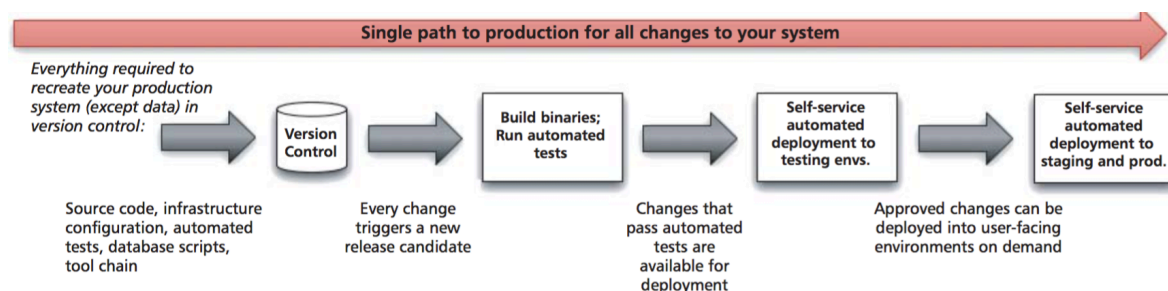 Single path to production for all changes to your system
Everything required to
recreate your production
system (except data) in
version control:
Version
Control
Build binaries;
Run automated
tests
Self-service
automated
deployment to
testing envs.
Self-service
automated
deployment to
staging and prod.
Source code, infrastructure
configuration, automated
tests, database scripts,
tool chain
Every change
triggers a new
release candidate
Changes that
pass automated
tests are
available for
deployment
Approved changes can be
deployed into user-facing
environments on demand